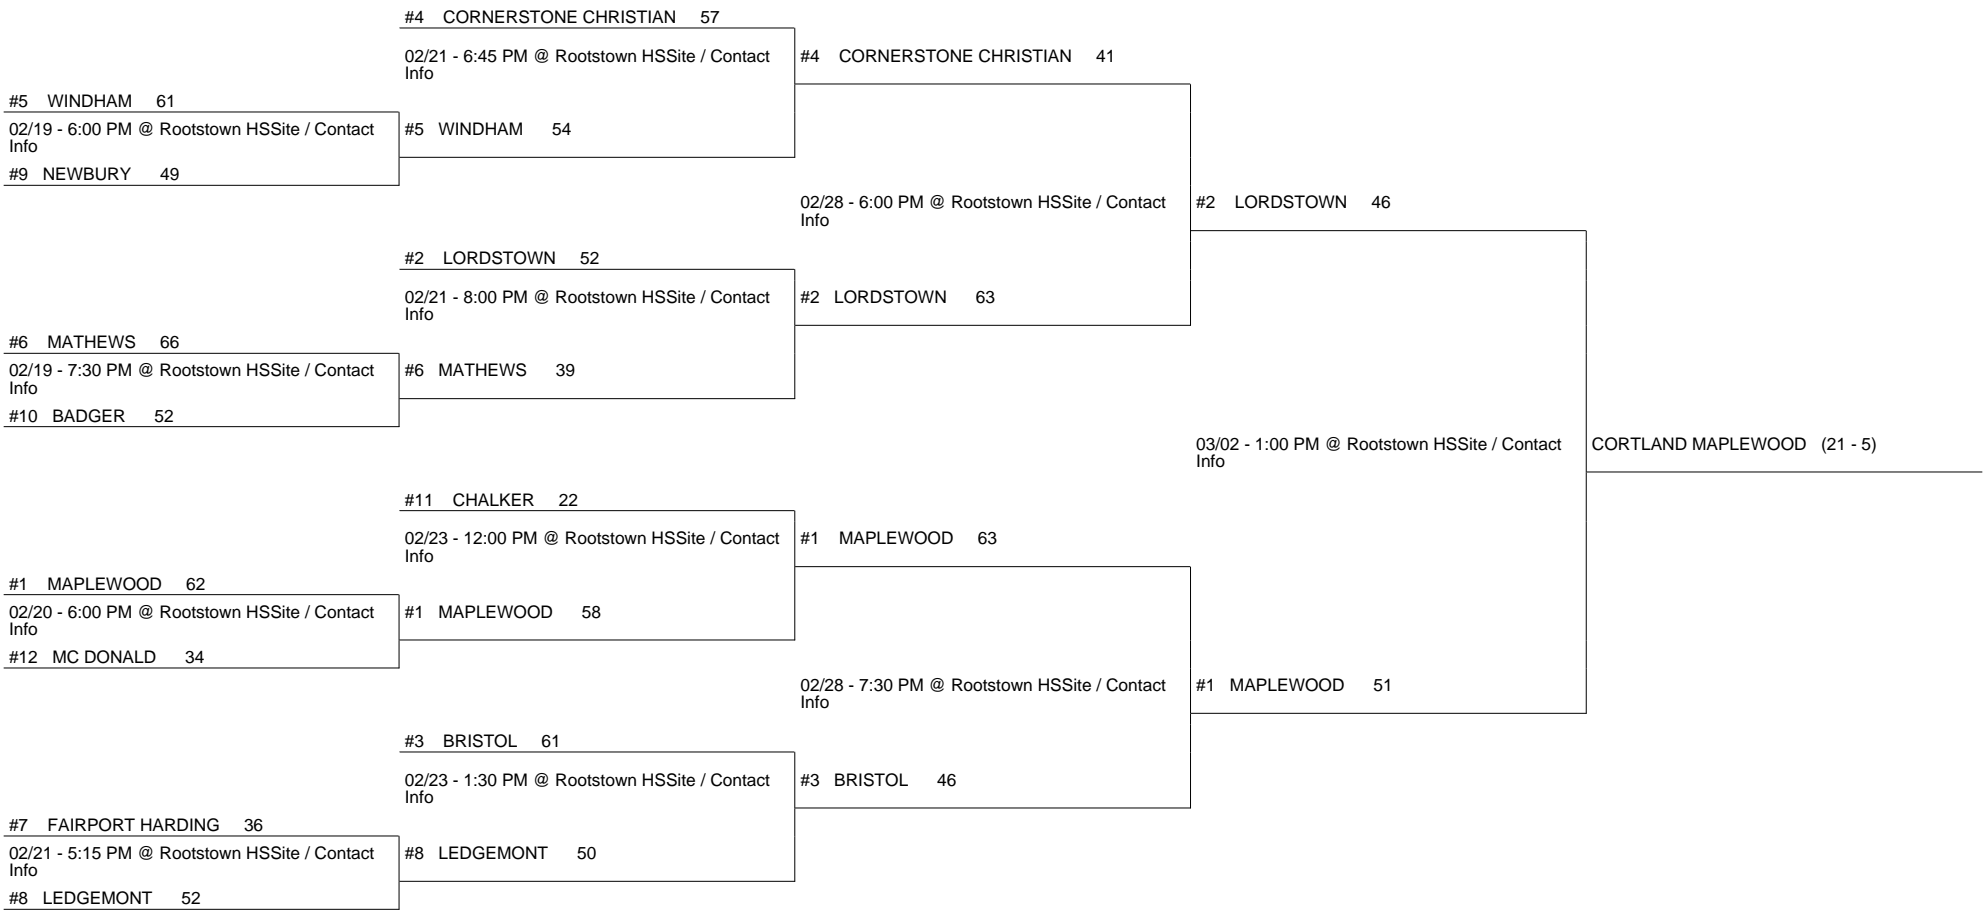 #4 CORNERSTONE CHRISTIAN 57
02/21 - 6:45 PM @ Rootstown HSSite / Contact
Info
#4 CORNERSTONE CHRISTIAN 41
#5 WINDHAM 61
02/19 - 6:00 PM @ Rootstown HSSite / Contact
Info
#5 WINDHAM 54
#9 NEWBURY 49
02/28 - 6:00 PM @ Rootstown HSSite / Contact
Info
#2 LORDSTOWN 46
#2 LORDSTOWN 52
02/21 - 8:00 PM @ Rootstown HSSite / Contact
Info
#2 LORDSTOWN 63
#6 MATHEWS 66
02/19 - 7:30 PM @ Rootstown HSSite / Contact
Info
#6 MATHEWS 39
#10 BADGER 52
03/02 - 1:00 PM @ Rootstown HSSite / Contact
Info
CORTLAND MAPLEWOOD (21 - 5)
#11 CHALKER 22
02/23 - 12:00 PM @ Rootstown HSSite / Contact
Info
#1 MAPLEWOOD 63
#1 MAPLEWOOD 62
02/20 - 6:00 PM @ Rootstown HSSite / Contact
Info
#1 MAPLEWOOD 58
#12 MC DONALD 34
02/28 - 7:30 PM @ Rootstown HSSite / Contact
Info
#1 MAPLEWOOD 51
#3 BRISTOL 61
02/23 - 1:30 PM @ Rootstown HSSite / Contact
Info
#3 BRISTOL 46
#7 FAIRPORT HARDING 36
02/21 - 5:15 PM @ Rootstown HSSite / Contact
Info
#8 LEDGEMONT 50
#8 LEDGEMONT 52